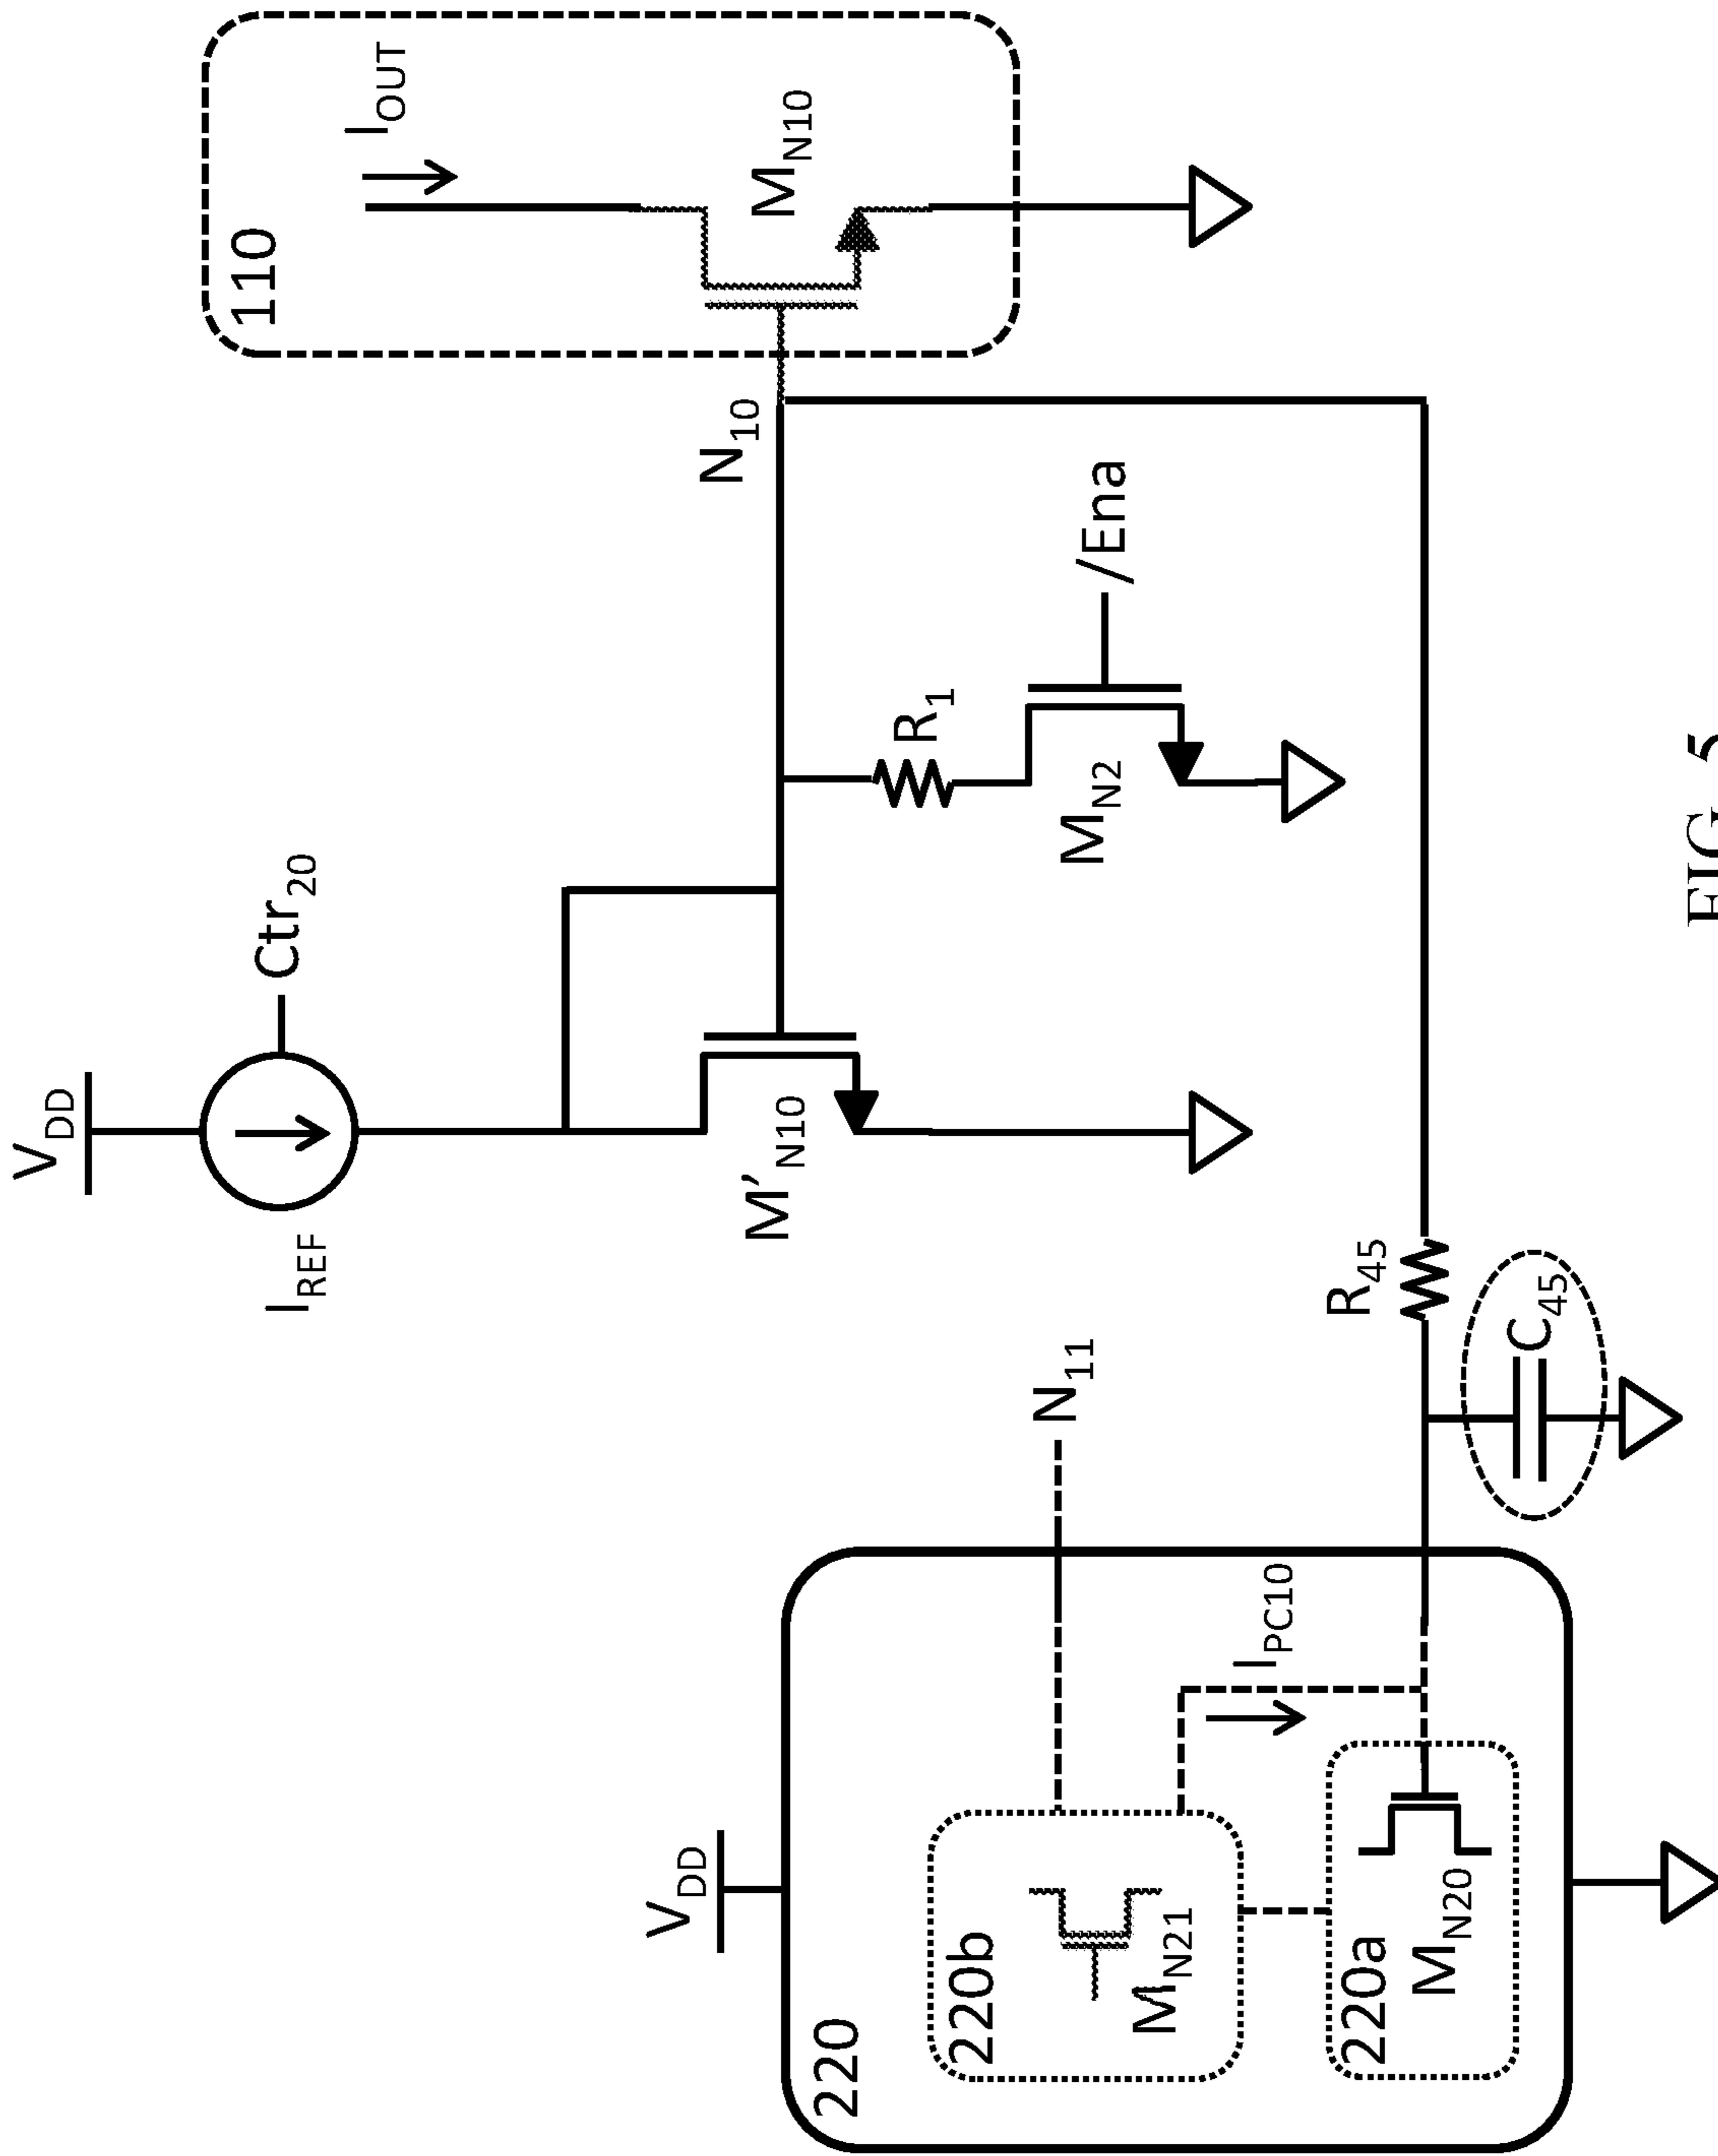 V_DD
I_REF
Ctr_20
110
I_OUT
M_N10
N_10
M'_N10
R_1
M_N2
/Ena
N_11
R_45
C_45
V_DD
220
220b
M_N21
I_PC10
220a
M_N20
FIG. 5